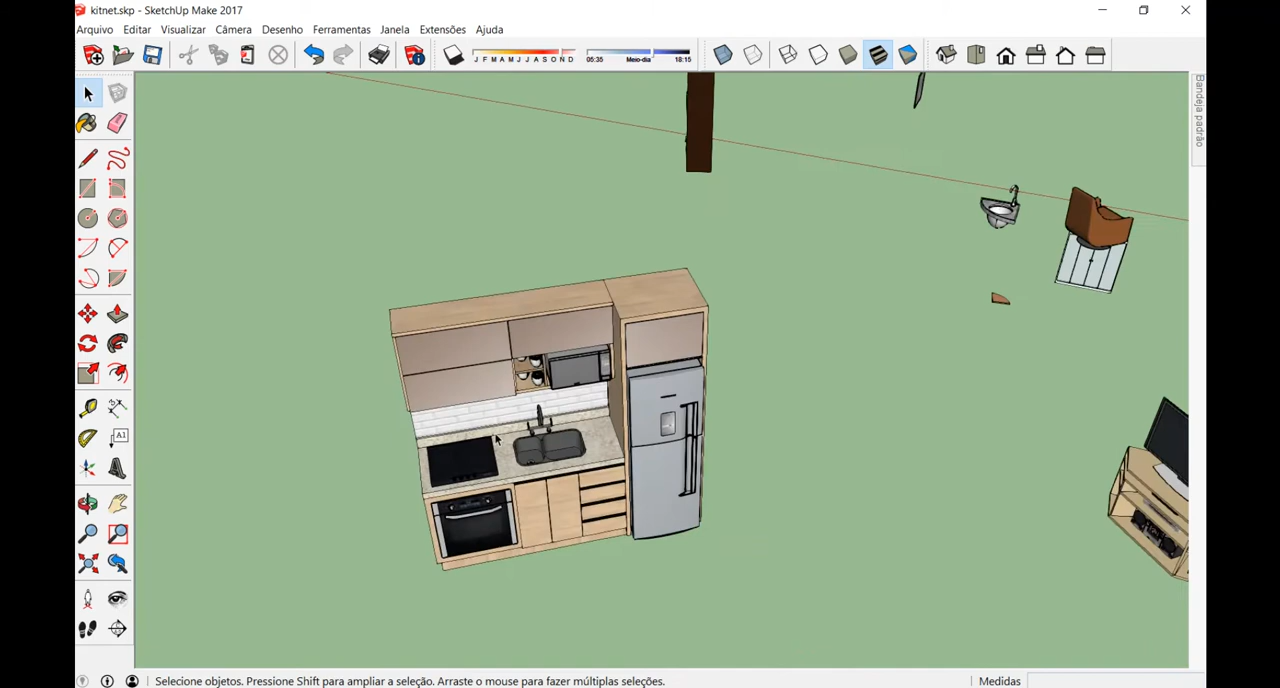 kitnet.skp - SketchUp Make 2017
Arquivo Editar Visualizar Câmera Desenho Ferramentas Janela Extensões Ajuda
J F M A M J J A S O N D
05:35 Meio-dia 18:15
Bandeja padrão
A1
Selecione objetos. Pressione Shift para ampliar a seleção. Arraste o mouse para fazer múltiplas seleções.
Medidas